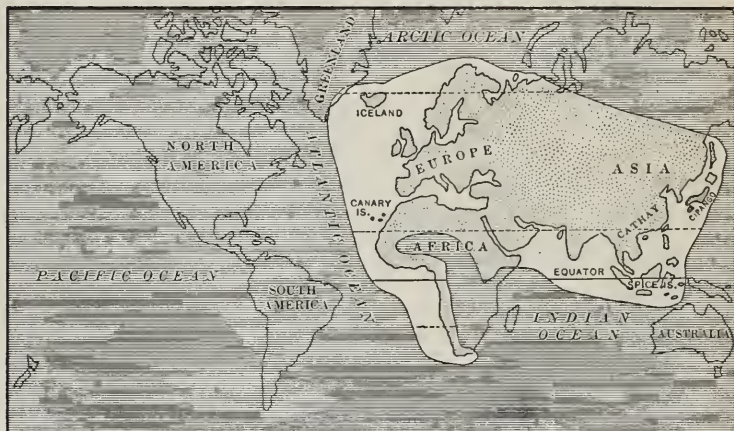 ARCTIC OCEAN
GREENLAND
ICELAND
NORTH
AMERICA
ATLANTIC OCEAN
EUROPE
ASIA
CANARY
IS.
CATHAY
CIPANGO
AFRICA
PACIFIC OCEAN
EQUATOR
SPICE IS.
SOUTH
AMERICA
INDIAN
OCEAN
AUSTRALIA